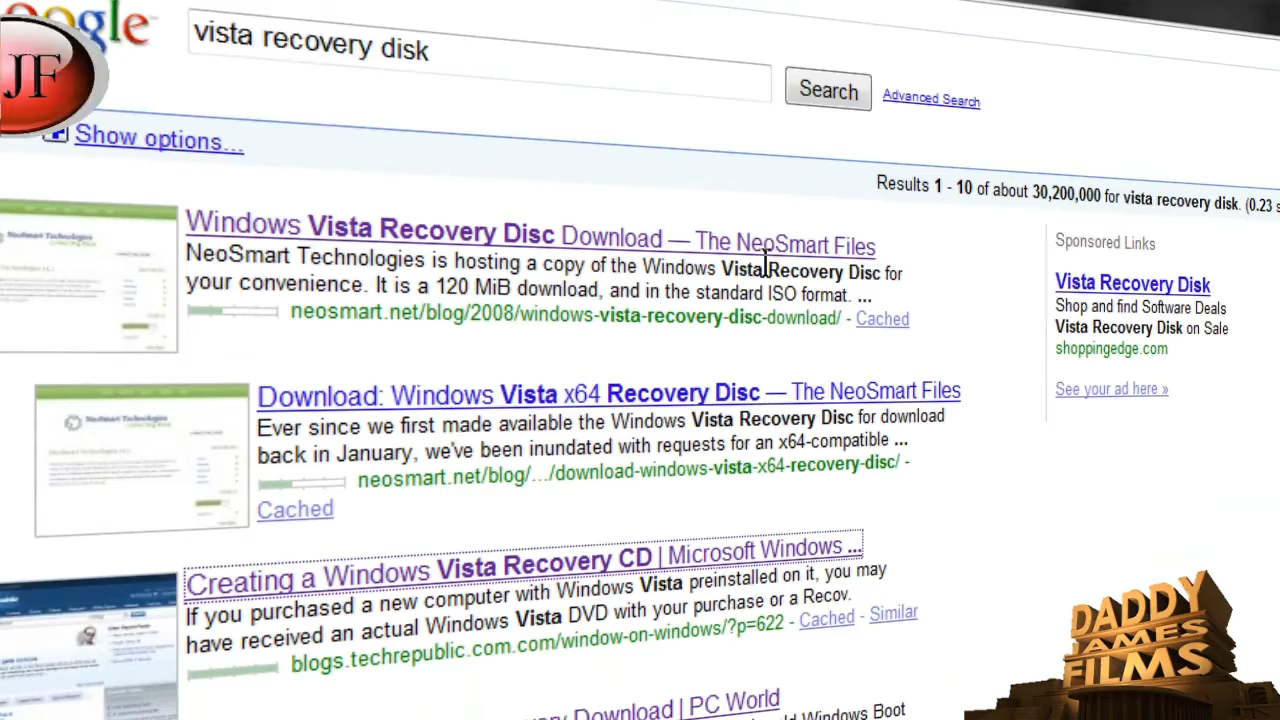 oogle™
vista recovery disk
Search
Advanced Search
JF
Show options...
Results 1 - 10 of about 30,200,000 for vista recovery disk. (0.23 s
Windows Vista Recovery Disc Download — The NeoSmart Files
NeoSmart Technologies is hosting a copy of the Windows Vista Recovery Disc for
your convenience. It is a 120 MiB download, and in the standard ISO format. ...
neosmart.net/blog/2008/windows-vista-recovery-disc-download/ - Cached
Sponsored Links
Vista Recovery Disk
Shop and find Software Deals
Vista Recovery Disk on Sale
shoppingedge.com
See your ad here »
NeoSmart Technologies
Download: Windows Vista x64 Recovery Disc — The NeoSmart Files
Ever since we first made available the Windows Vista Recovery Disc for download
back in January, we've been inundated with requests for an x64-compatible ...
neosmart.net/blog/.../download-windows-vista-x64-recovery-disc/ -
Cached
Creating a Windows Vista Recovery CD | Microsoft Windows ...
If you purchased a new computer with Windows Vista preinstalled on it, you may
have received an actual Windows Vista DVD with your purchase or a Recov.
blogs.techrepublic.com.com/window-on-windows/?p=622 - Cached - Similar
Download | PC World
Windows Boot
DADDY
JAMES
FILMS